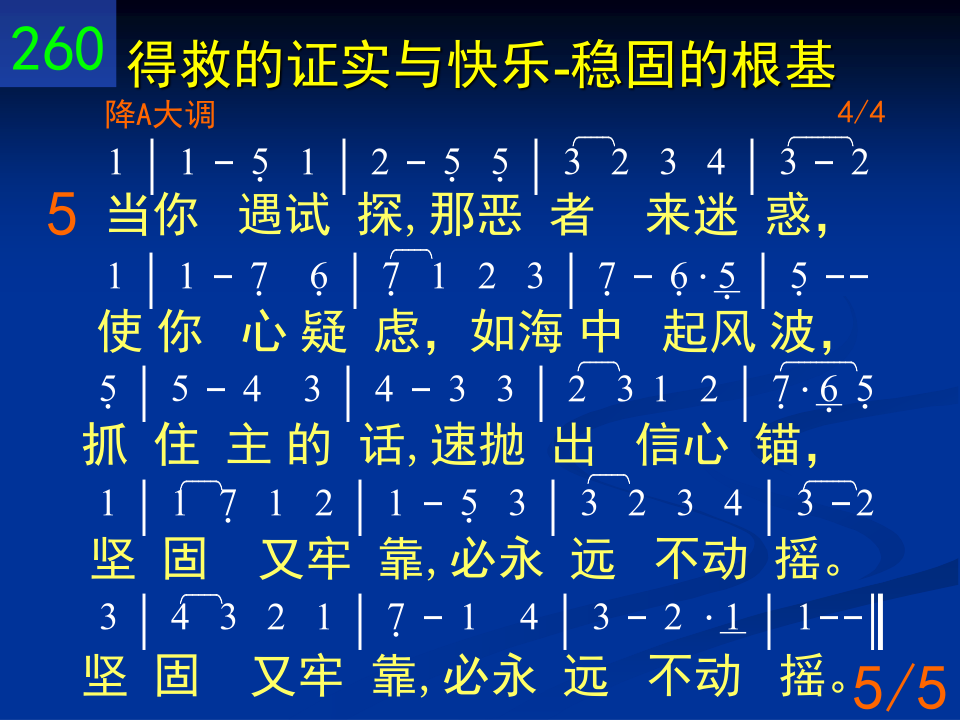 260
得救的证实与快乐-稳固的根基
降A大调 4/4
1 | 1 - 5̣ 1 | 2 - 5̣ 5̣ | 3 2 3 4 | 3 - 2
5 当你 遇试 探,那恶 者 来迷 惑，
1 | 1 - 7̣ 6̣ | 7̣ 1 2 3 | 7̣ - 6̣ · 5̣ | 5̣ - -
使 你 心 疑 虑，如海 中 起风 波，
5̣ | 5 - 4 3 | 4 - 3 3 | 2 3 1 2 | 7̣ · 6̣ 5̣
抓 住 主 的 话,速抛 出 信心 锚，
1 | 1 7̣ 1 2 | 1 - 5̣ 3 | 3 2 3 4 | 3 - 2
坚 固 又牢 靠,必永 远 不动 摇。
3 | 4 3 2 1 | 7̣ - 1 4 | 3 - 2 · 1 | 1 - - ‖
坚 固 又牢 靠,必永 远 不动 摇。
5/5